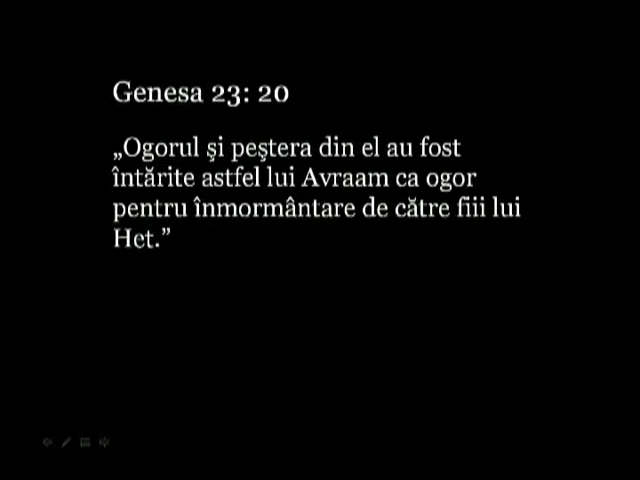 Genesa 23: 20
„Ogorul şi peştera din el au fost
întărite astfel lui Avraam ca ogor
pentru înmormântare de către fiii lui
Het.”